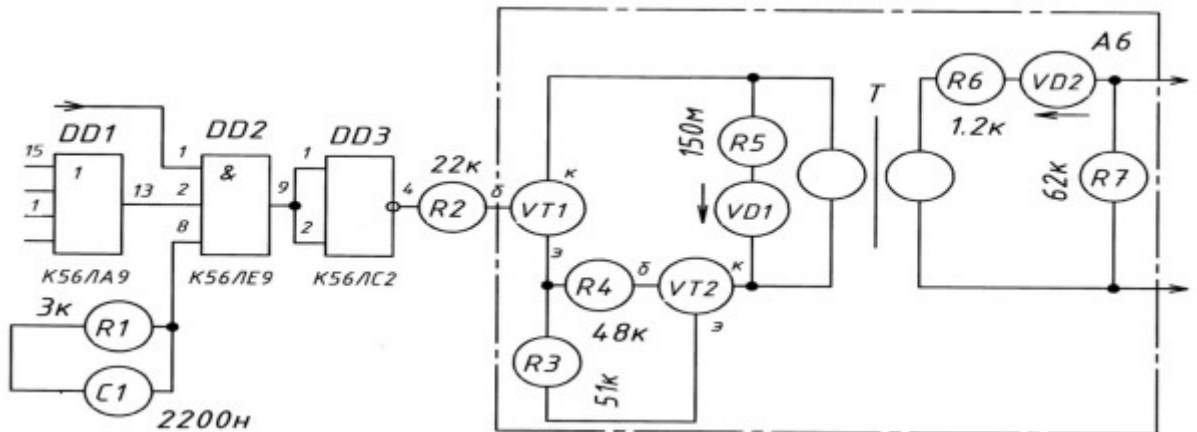 A6
DD1
DD2
DD3
15
1
1
13
1
2
8
&
9
1
2
4
22к
R2
б
VT1
к
э
150м
R5
VD1
T
R6
VD2
1.2к
62к
R7
К56ЛА9
К56ЛЕ9
К56ЛС2
3к
R1
C1
2200н
R4
б
VT2
к
э
48к
R3
51к